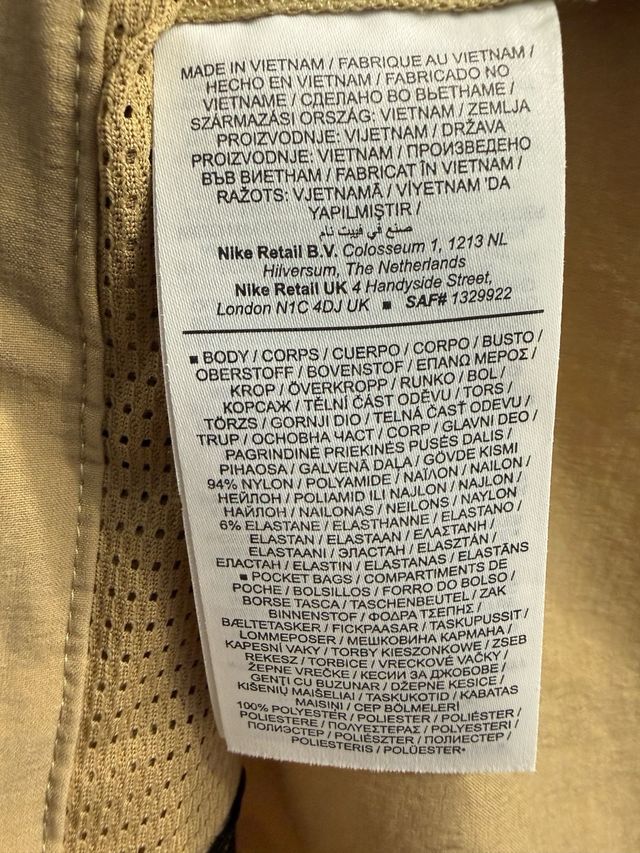 MADE IN VIETNAM / FABRIQUE AU VIETNAM /
HECHO EN VIETNAM / FABRICADO NO
VIETNAME / СДЕЛАНО ВО ВЬЕТНАМЕ /
SZÁRMAZÁSI ORSZÁG: VIETNAM / ZEMLJA
PROIZVODNJE: VIJETNAM / DRŽAVA
PROIZVODNJE: VIETNAM / ПРОИЗВЕДЕНО
ВЪВ ВИЕТНАМ / FABRICAT ÎN VIETNAM /
RAŽOTS: VJETNAMĀ / VİYETNAM 'DA
YAPILMIŞTIR /
صنع في فييت نام
Nike Retail B.V. Colosseum 1, 1213 NL
Hilversum, The Netherlands
Nike Retail UK 4 Handyside Street,
London N1C 4DJ UK ■ SAF# 1329922
■ BODY / CORPS / CUERPO / CORPO / BUSTO /
OBERSTOFF / BOVENSTOF / ΕΠΑΝΩ ΜΕΡΟΣ /
KROP / ÖVERKROPP / RUNKO / BOL /
КОРСАЖ / TĚLNÍ ČÁST ODĚVU / TORS /
TÖRZS / GORNJI DIO / TELNÁ ČASŤ ODEVU /
TRUP / ОСНОВНА ЧАСТ / CORP / GLAVNI DEO /
PAGRINDINĖ PRIEKINĖS PUSĖS DALIS /
PIHAOSA / GALVENĀ DAĻA / GÖVDE KISMI
94% NYLON / POLYAMIDE / ΝΑΪΛΟΝ / NAILON /
НЕЙЛОН / POLIAMID ILI NAJLON / NAJLON /
НАЙЛОН / NAILONAS / NEILONS / NAYLON
6% ELASTANE / ELASTHANNE / ELASTANO /
ELASTAN / ELASTAAN / ΕΛΑΣΤΑΝΗ /
ELASTAANI / ЭЛАСТАН / ELASZTÁN /
ЕЛАСТАН / ELASTIN / ELASTANAS / ELASTĀNS
■ POCKET BAGS / COMPARTIMENTS DE
POCHE / BOLSILLOS / FORRO DO BOLSO /
BORSE TASCA / TASCHENBEUTEL / ZAK
BINNENSTOF / ΦΟΔΡΑ ΤΣΕΠΗΣ /
BÆLTETASKER / FICKPAASAR / TASKUPUSSIT /
LOMMEPOSER / МЕШКОВИНА КАРМАНА /
KAPESNÍ VAKY / TORBY KIESZONKOWE / ZSEB
REKESZ / TORBICE / VRECKOVÉ VAČKY /
ŽEPNE VREČKE / КЕСИИ ЗА ДЖОБОВЕ /
GENȚI CU BUZUNAR / DŽEPNE KESICE /
KIŠENIŲ MAIŠELIAI / TASKUKOTID / KABATAS
MAISIŅI / CEP BÖLMELERİ
100% POLYESTER / POLIESTER / POLIÉSTER /
POLIESTERE / ΠΟΛΥΕΣΤΕΡΑΣ / POLYESTERI /
ПОЛИЭСТЕР / POLIÉSZTER / ПОЛИЕСТЕР /
POLIESTERIS / POLÜESTER•